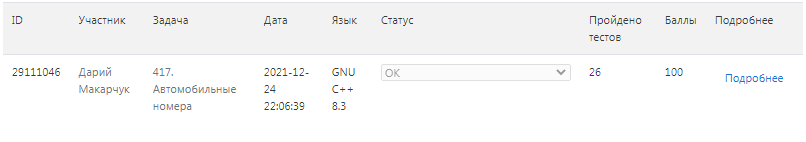 ID Участник Задача Дата Язык Статус Пройдено тестов Баллы Подробнее
29111046 Дарий Макарчук 417. Автомобильные номера 2021-12-24 22:06:39 GNU C++ 8.3 OK 26 100 Подробнее